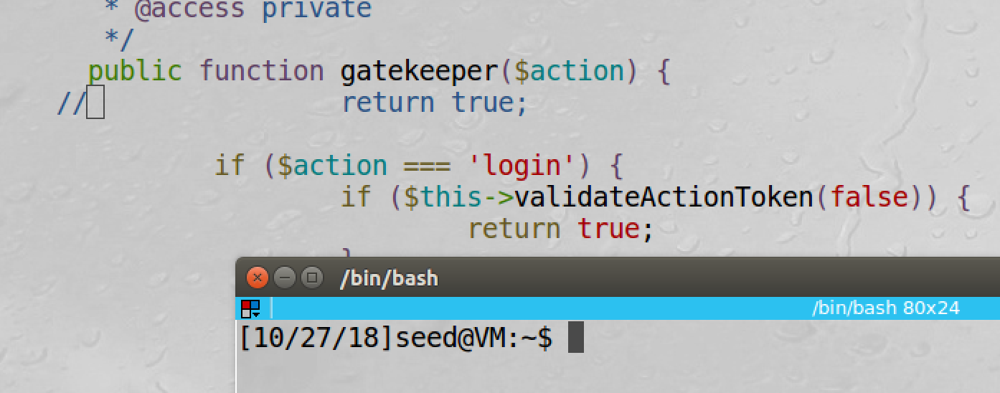 * @access private
*/
public function gatekeeper($action) {
// return true;
if ($action === 'login') {
if ($this->validateActionToken(false)) {
return true;
}
/bin/bash
/bin/bash 80x24
[10/27/18]seed@VM:~$